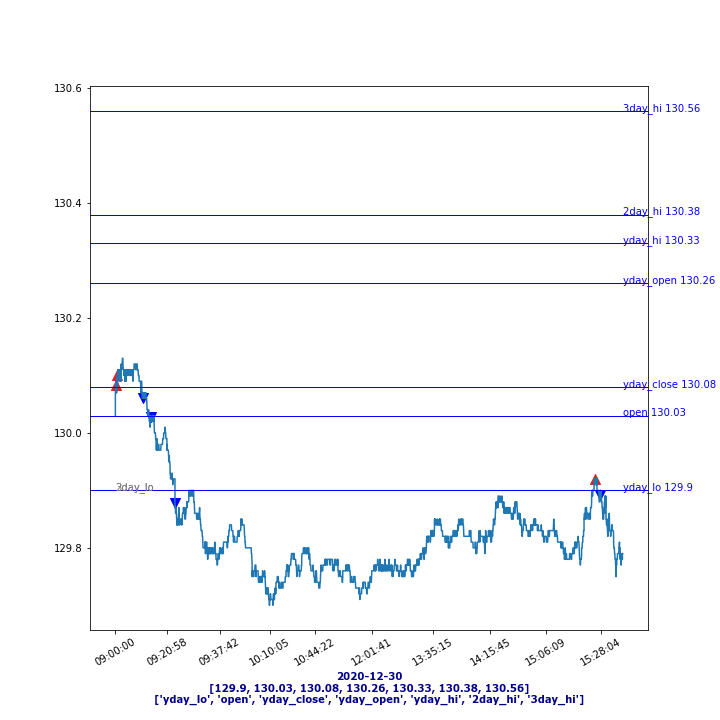 130.6
3day_hi 130.56
130.4
2day_hi 130.38
yday_hi 130.33
yday_open 130.26
130.2
yday_close 130.08
open 130.03
130.0
3day_lo
yday_lo 129.9
129.8
09:00:00 09:20:58 09:37:42 10:10:05 10:44:22 12:01:41 13:35:15 14:15:45 15:06:09 15:28:04
2020-12-30
[129.9, 130.03, 130.08, 130.26, 130.33, 130.38, 130.56]
['yday_lo', 'open', 'yday_close', 'yday_open', 'yday_hi', '2day_hi', '3day_hi']